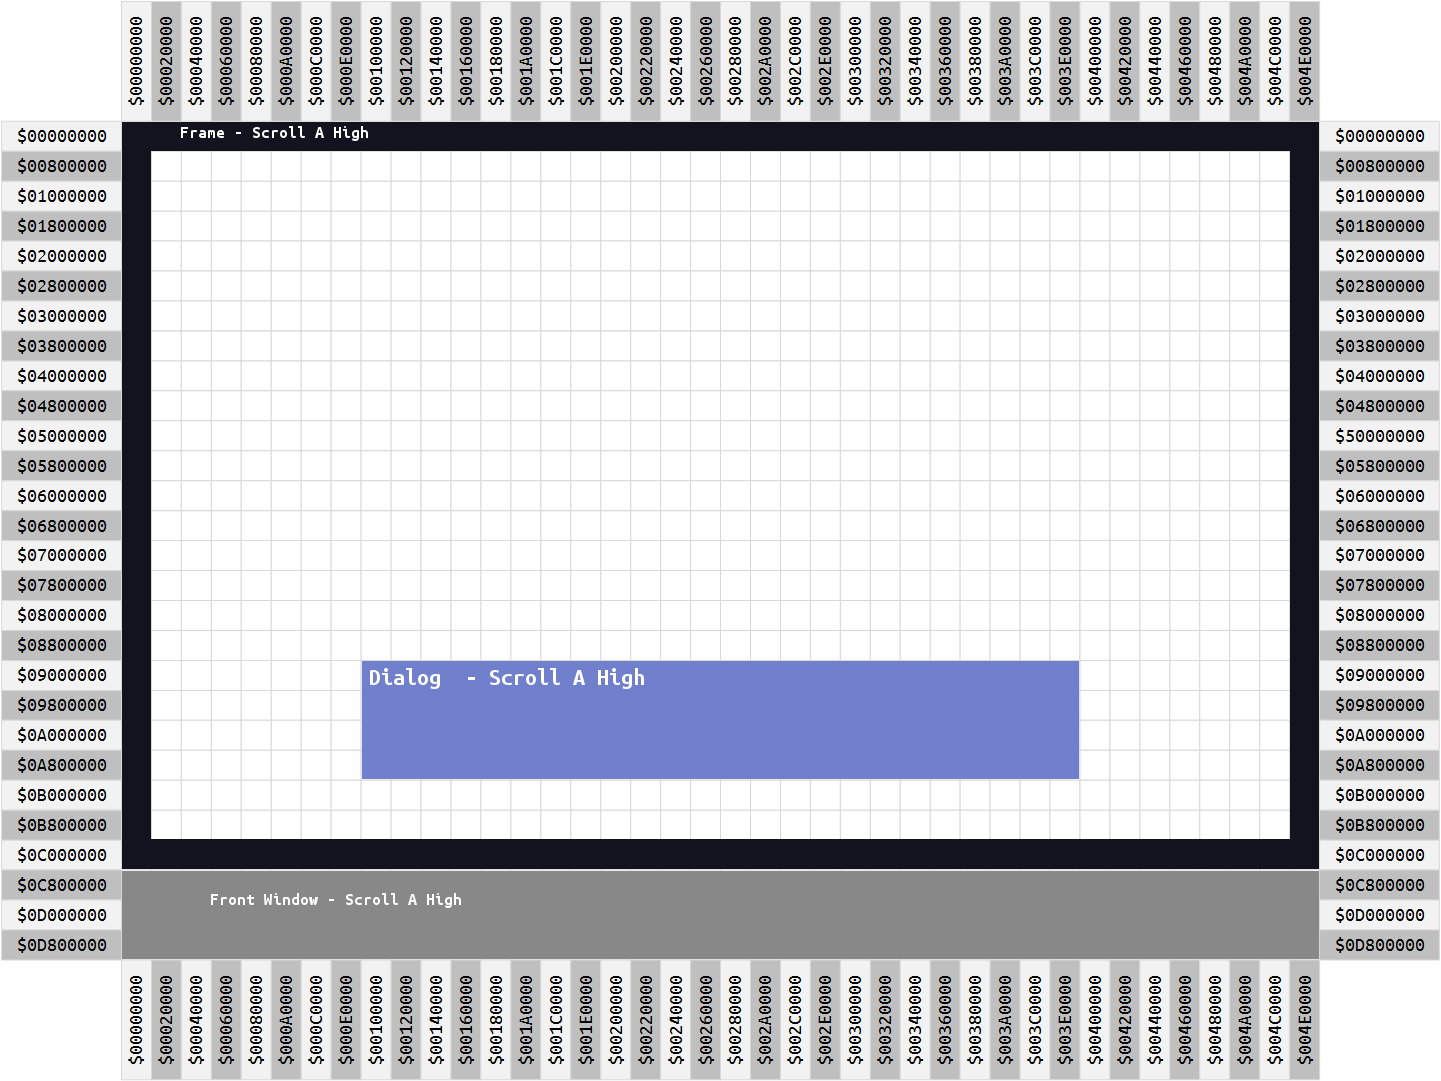 $00000000 $00020000 $00040000 $00060000 $00080000 $000A0000 $000C0000 $000E0000 $00100000 $00120000 $00140000 $00160000 $00180000 $001A0000 $001C0000 $001E0000 $00200000 $00220000 $00240000 $00260000 $00280000 $002A0000 $002C0000 $002E0000 $00300000 $00320000 $00340000 $00360000 $00380000 $003A0000 $003C0000 $003E0000 $00400000 $00420000 $00440000 $00460000 $00480000 $004A0000 $004C0000 $004E0000
$00000000 Frame - Scroll A High $00000000
$00800000 $00800000
$01000000 $01000000
$01800000 $01800000
$02000000 $02000000
$02800000 $02800000
$03000000 $03000000
$03800000 $03800000
$04000000 $04000000
$04800000 $04800000
$05000000 $50000000
$05800000 $05800000
$06000000 $06000000
$06800000 $06800000
$07000000 $07000000
$07800000 $07800000
$08000000 $08000000
$08800000 $08800000
$09000000 Dialog  - Scroll A High $09000000
$09800000 $09800000
$0A000000 $0A000000
$0A800000 $0A800000
$0B000000 $0B000000
$0B800000 $0B800000
$0C000000 $0C000000
$0C800000 $0C800000
Front Window - Scroll A High
$0D000000 $0D000000
$0D800000 $0D800000
$00000000 $00020000 $00040000 $00060000 $00080000 $000A0000 $000C0000 $000E0000 $00100000 $00120000 $00140000 $00160000 $00180000 $001A0000 $001C0000 $001E0000 $00200000 $00220000 $00240000 $00260000 $00280000 $002A0000 $002C0000 $002E0000 $00300000 $00320000 $00340000 $00360000 $00380000 $003A0000 $003C0000 $003E0000 $00400000 $00420000 $00440000 $00460000 $00480000 $004A0000 $004C0000 $004E0000